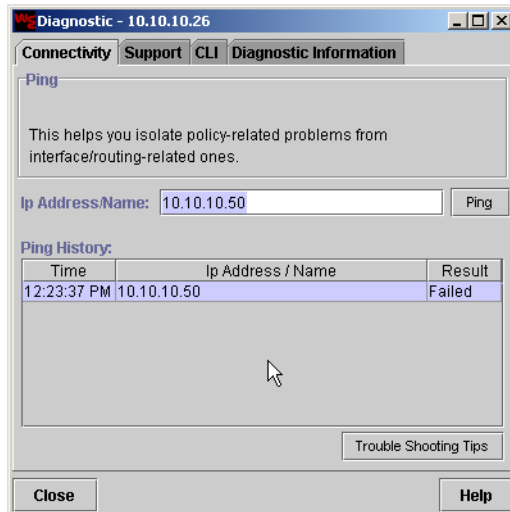 Diagnostic - 10.10.10.26
Connectivity Support CLI Diagnostic Information
Ping
This helps you isolate policy-related problems from
interface/routing-related ones.
Ip Address/Name: 10.10.10.50 Ping
Ping History:
Time Ip Address / Name Result
12:23:37 PM 10.10.10.50 Failed
Trouble Shooting Tips
Close Help